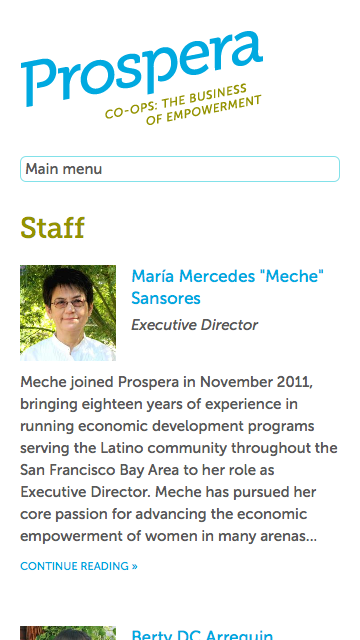 Prospera
CO-OPS: THE BUSINESS
OF EMPOWERMENT
Main menu
Staff
María Mercedes "Meche"
Sansores
Executive Director
Meche joined Prospera in November 2011,
bringing eighteen years of experience in
running economic development programs
serving the Latino community throughout the
San Francisco Bay Area to her role as
Executive Director. Meche has pursued her
core passion for advancing the economic
empowerment of women in many arenas...
CONTINUE READING »
Berty DC Arreguin